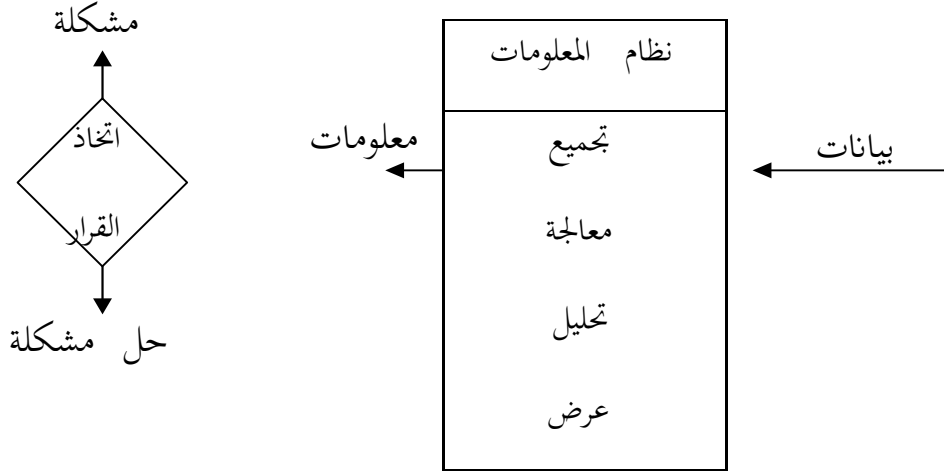 مشكلة
نظام المعلومات
بيانات
تجميع
معلومات
اتخاذ
معالجة
القرار
تحليل
حل مشكلة
عرض